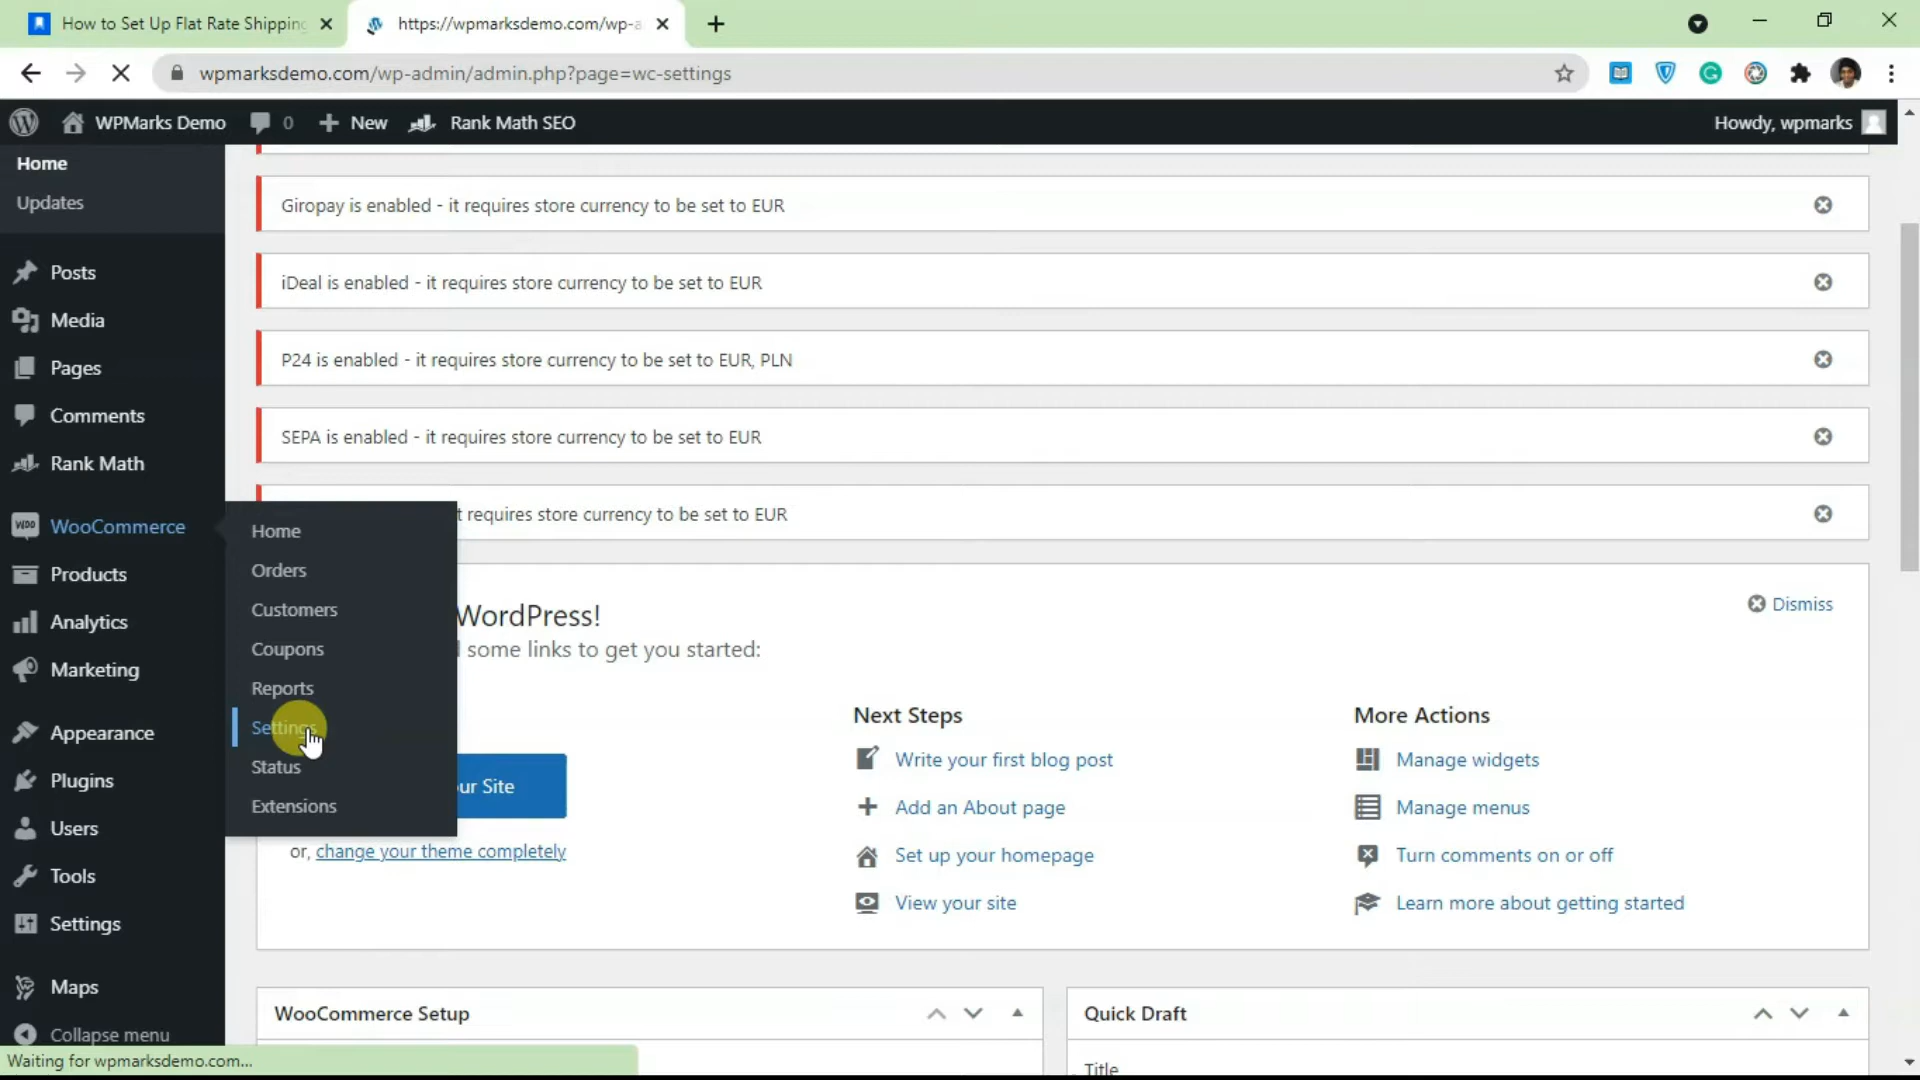 How to Set Up Flat Rate Shipping
https://wpmarksdemo.com/wp-a
wpmarksdemo.com/wp-admin/admin.php?page=wc-settings
WPMarks Demo
0
New
Rank Math SEO
Howdy, wpmarks
Home
Updates
Posts
Media
Pages
Comments
Rank Math
WooCommerce
Products
Analytics
Marketing
Appearance
Plugins
Users
Tools
Settings
Maps
Collapse menu
Home
Orders
Customers
Coupons
Reports
Settings
Status
Extensions
Giropay is enabled - it requires store currency to be set to EUR
iDeal is enabled - it requires store currency to be set to EUR
P24 is enabled - it requires store currency to be set to EUR, PLN
SEPA is enabled - it requires store currency to be set to EUR
t requires store currency to be set to EUR
WordPress!
some links to get you started:
Dismiss
ur Site
or, change your theme completely
Next Steps
Write your first blog post
Add an About page
Set up your homepage
View your site
More Actions
Manage widgets
Manage menus
Turn comments on or off
Learn more about getting started
WooCommerce Setup
Quick Draft
Title
Waiting for wpmarksdemo.com...